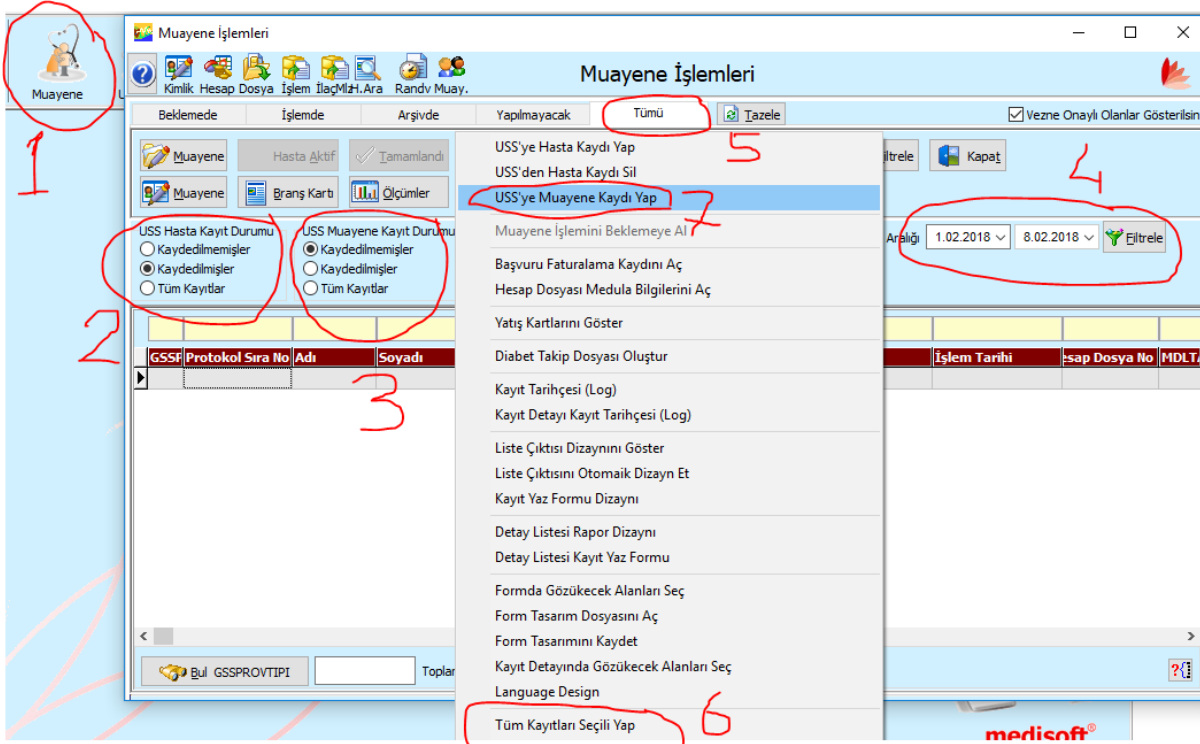 Muayene
1
Muayene İşlemleri
Kimlik Hesap Dosya İşlem İlaçMlz H.Ara Randv Muay.
Muayene İşlemleri
Beklemede İşlemde Arşivde Yapılmayacak Tümü Tazele Vezne Onaylı Olanlar Gösterilsin
5
4
Muayene Hasta Aktif Tamamlandı
iltrele Kapat
Muayene Branş Kartı Ölçümler
USS Hasta Kayıt Durumu
Kaydedilmemişler
Kaydedilmişler
Tüm Kayıtlar
2
USS Muayene Kayıt Durumu
Kaydedilmemişler
Kaydedilmişler
Tüm Kayıtlar
3
Aralığı 1.02.2018 8.02.2018 Filtrele
GSSP Protokol Sıra No Adı Soyadı İşlem Tarihi esap Dosya No MDLTA
USS'ye Hasta Kaydı Yap
USS'den Hasta Kaydı Sil
USS'ye Muayene Kaydı Yap
7
Muayene İşlemini Beklemeye Al
Başvuru Faturalama Kaydını Aç
Hesap Dosyası Medula Bilgilerini Aç
Yatış Kartlarını Göster
Diabet Takip Dosyası Oluştur
Kayıt Tarihçesi (Log)
Kayıt Detayı Kayıt Tarihçesi (Log)
Liste Çıktısı Dizaynını Göster
Liste Çıktısını Otomaik Dizayn Et
Kayıt Yaz Formu Dizaynı
Detay Listesi Rapor Dizaynı
Detay Listesi Kayıt Yaz Formu
Formda Gözükecek Alanları Seç
Form Tasarım Dosyasını Aç
Form Tasarımını Kaydet
Kayıt Detayında Gözükecek Alanları Seç
Language Design
Tüm Kayıtları Seçili Yap
6
Bul GSSPROVTIPI Toplar
medisoft®